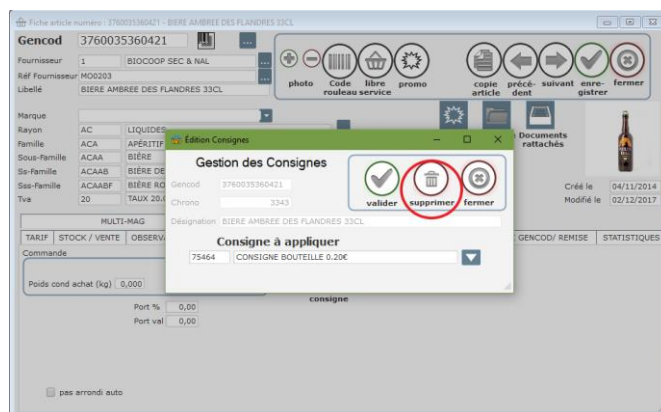 Fiche article numéro : 3760035360421 - BIERE AMBREE DES FLANDRES 33CL
Gencod 3760035360421 ...
Fournisseur 1 BIOCOOP SEC & NAL ...
Réf Fournisseur MO0203 ...
Libellé BIERE AMBREE DES FLANDRES 33CL
photo Code rouleau libre service promo copie article précé-dent suivant enre-gistrer fermer
Marque
Rayon AC LIQUIDES
Famille ACA APÉRITIF
Sous-Famille ACAA BIÈRE
Ss-Famille ACAAB BIÈRE DE
Sss-Famille ACAABF BIÈRE RO
Tva 20 TAUX 20.
Documents rattachés
Créé le 04/11/2014
Modifié le 02/12/2017
MULTI-MAG
TARIF STOCK / VENTE OBSERV GENCOD/ REMISE STATISTIQUES
Commande
Poids cond achat (kg) 0,000
Port % 0,00
Port val 0,00
consigne
pas arrondi auto
Édition Consignes
Gestion des Consignes
Gencod 3760035360421
Chrono 3343
valider supprimer fermer
Désignation BIERE AMBREE DES FLANDRES 33CL
Consigne à appliquer
75464 CONSIGNE BOUTEILLE 0.20€